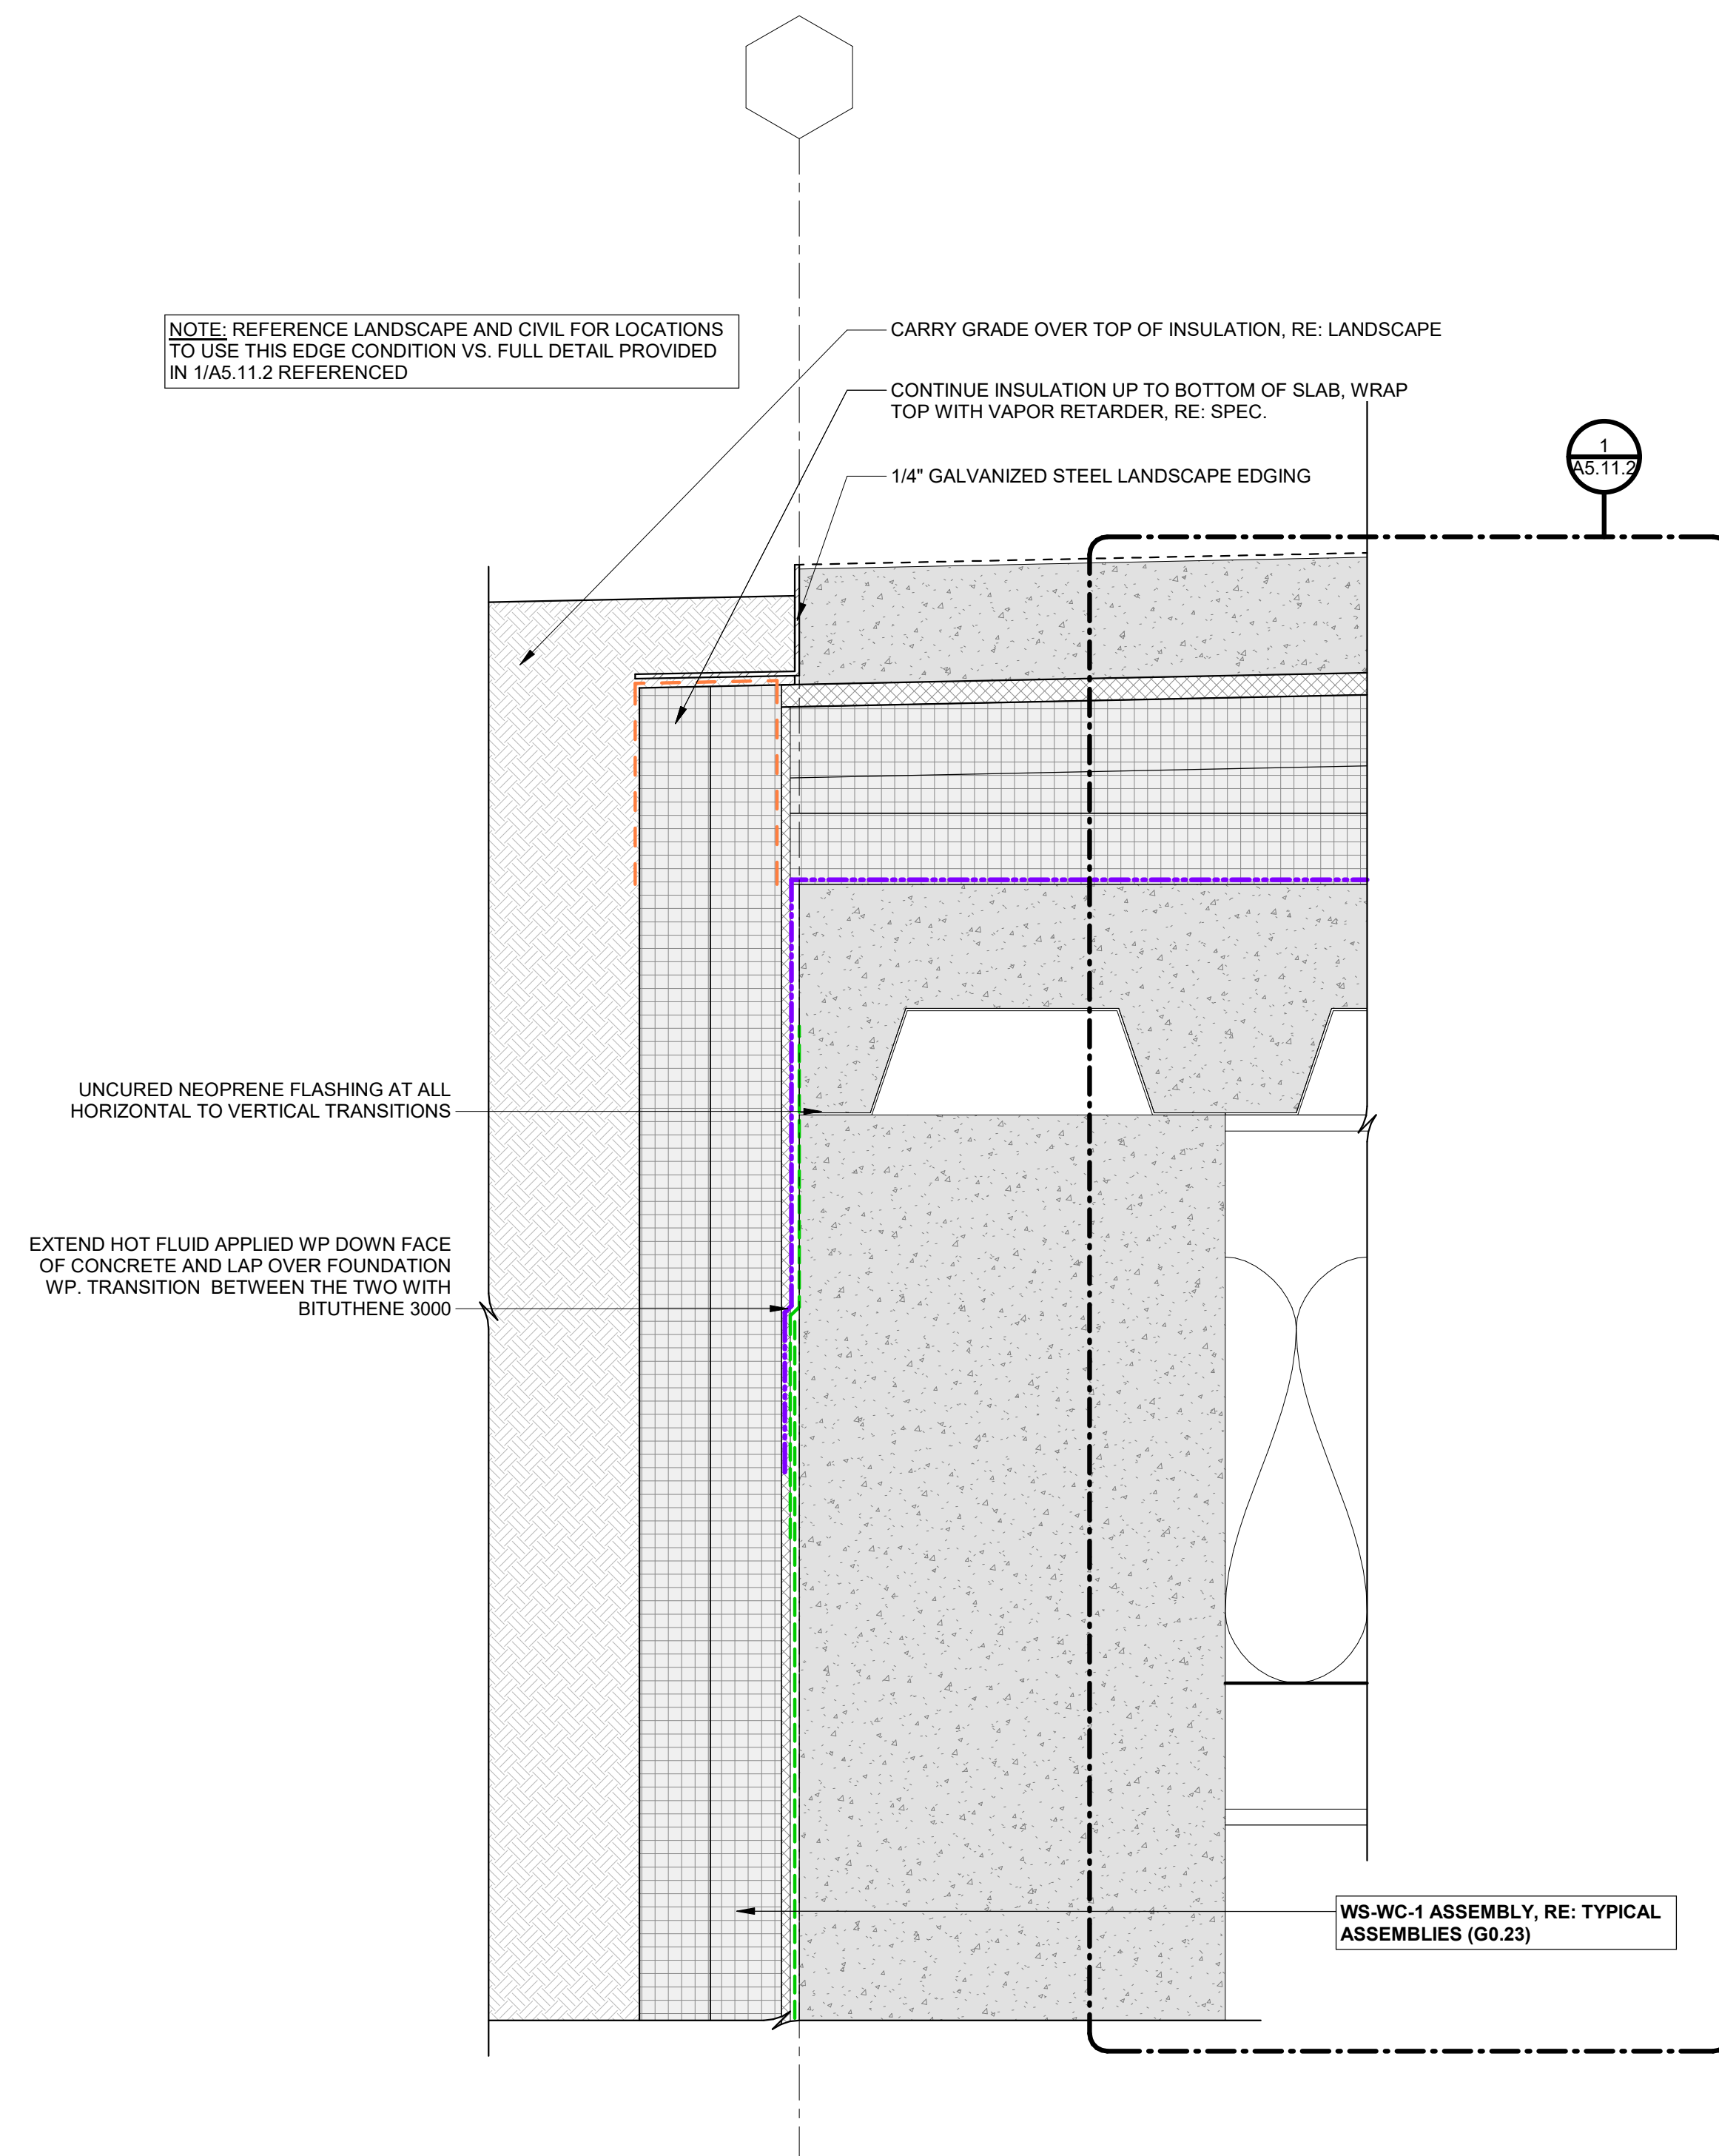 NOTE: REFERENCE LANDSCAPE AND CIVIL FOR LOCATIONS
TO USE THIS EDGE CONDITION VS. FULL DETAIL PROVIDED
IN 1/A5.11.2 REFERENCED
CARRY GRADE OVER TOP OF INSULATION, RE: LANDSCAPE
CONTINUE INSULATION UP TO BOTTOM OF SLAB, WRAP
TOP WITH VAPOR RETARDER, RE: SPEC.
1/4" GALVANIZED STEEL LANDSCAPE EDGING
1
A5.11.2
UNCURED NEOPRENE FLASHING AT ALL
HORIZONTAL TO VERTICAL TRANSITIONS
EXTEND HOT FLUID APPLIED WP DOWN FACE
OF CONCRETE AND LAP OVER FOUNDATION
WP. TRANSITION BETWEEN THE TWO WITH
BITUTHENE 3000
WS-WC-1 ASSEMBLY, RE: TYPICAL
ASSEMBLIES (G0.23)